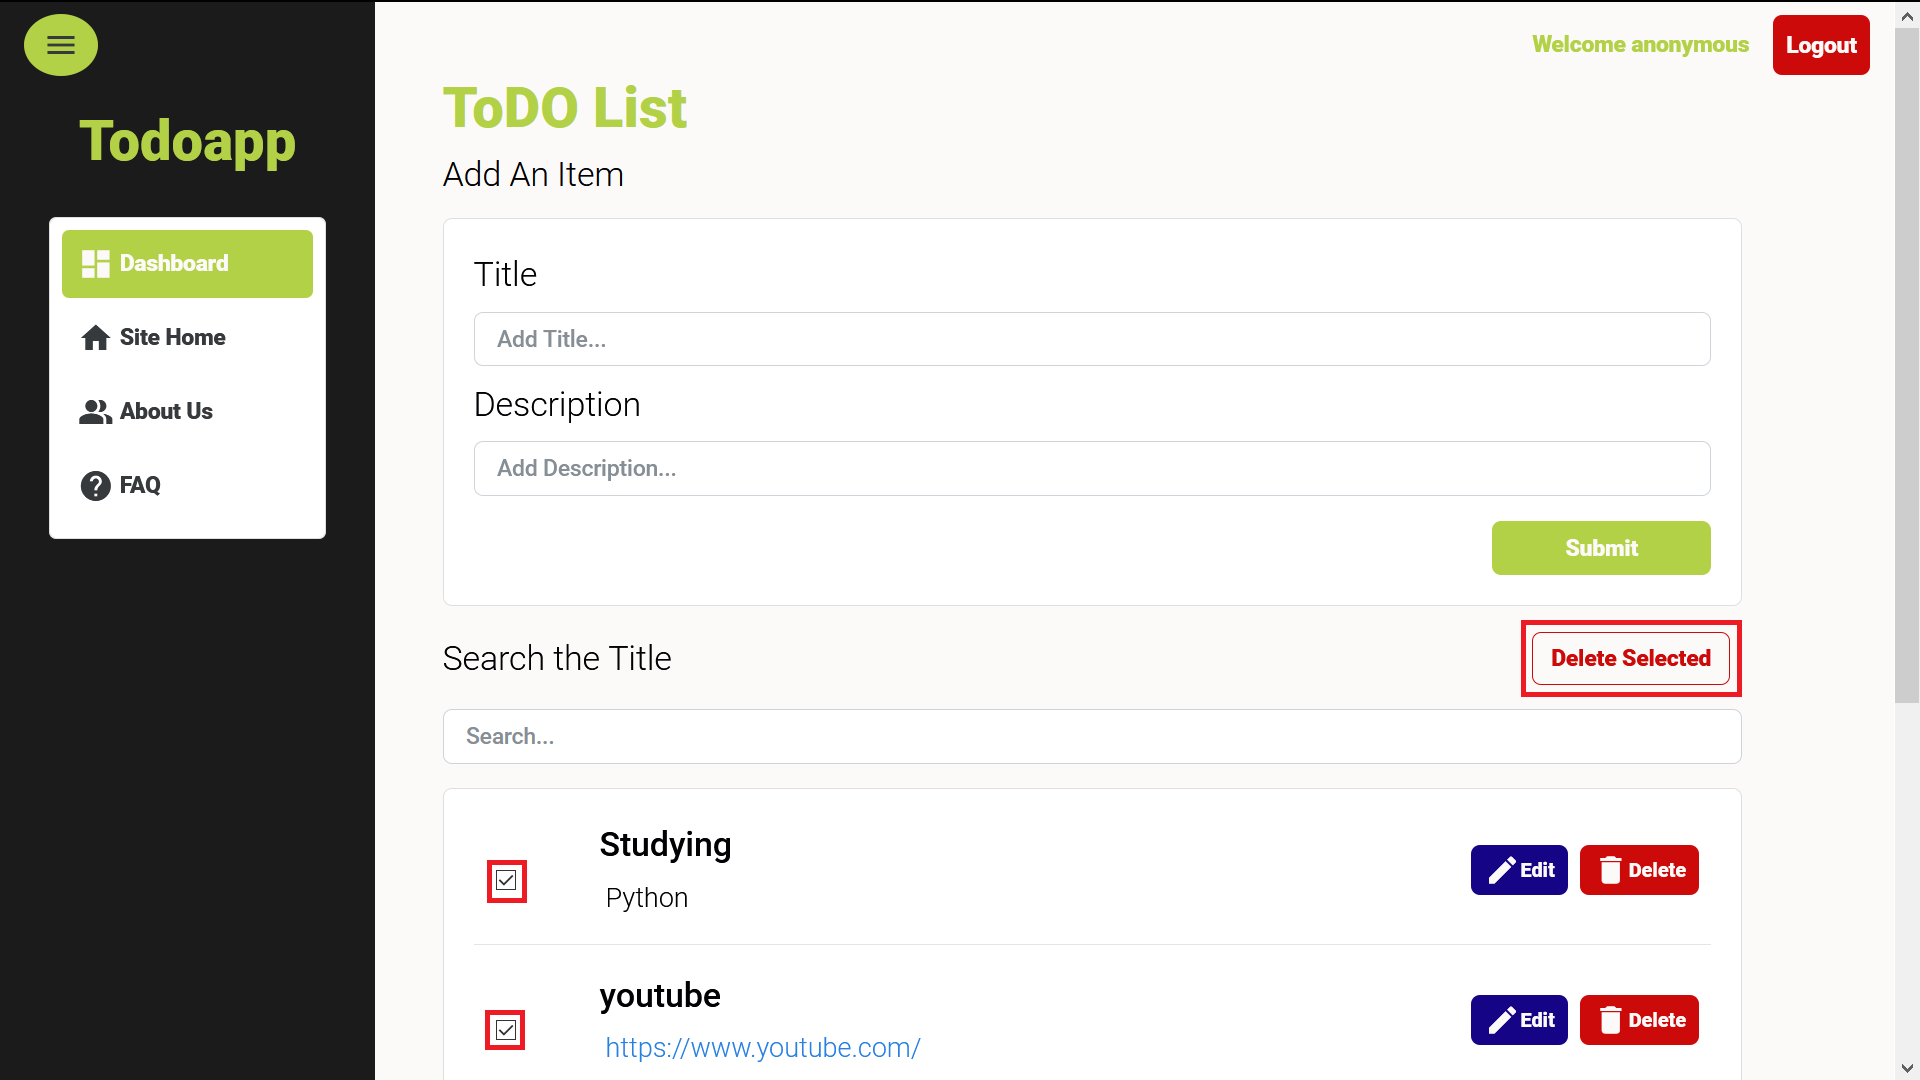 Welcome anonymous
Logout
Todoapp
Dashboard
Site Home
About Us
FAQ
ToDO List
Add An Item
Title
Add Title...
Description
Add Description...
Submit
Search the Title
Delete Selected
Search...
Studying
Python
Edit
Delete
youtube
https://www.youtube.com/
Edit
Delete